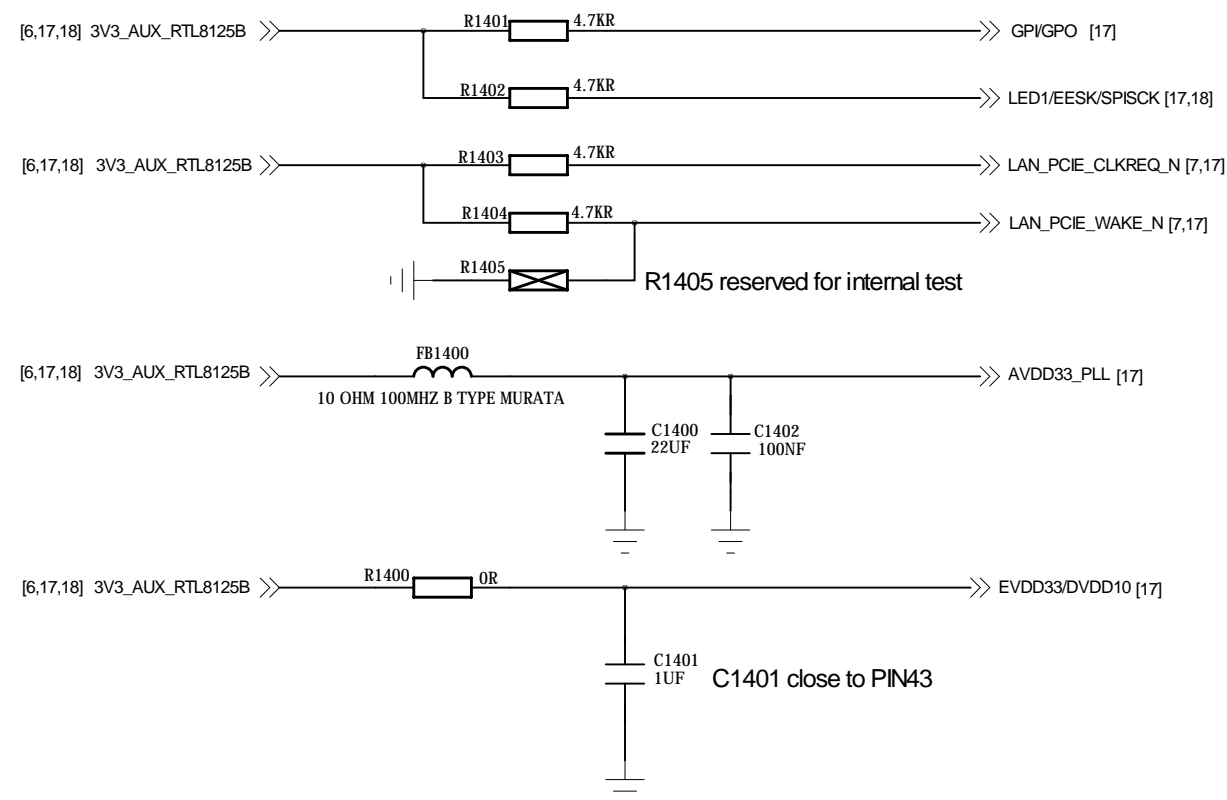 R1401 4.7KR
[6,17,18] 3V3_AUX_RTL8125B GPI/GPO [17]
R1402 4.7KR
LED1/EESK/SPISCK [17,18]
R1403 4.7KR
[6,17,18] 3V3_AUX_RTL8125B LAN_PCIE_CLKREQ_N [7,17]
R1404 4.7KR
LAN_PCIE_WAKE_N [7,17]
R1405
R1405 reserved for internal test
FB1400
[6,17,18] 3V3_AUX_RTL8125B AVDD33_PLL [17]
10 OHM 100MHZ B TYPE MURATA
C1400 C1402
22UF 100NF
R1400 0R
[6,17,18] 3V3_AUX_RTL8125B EVDD33/DVDD10 [17]
C1401
1UF
C1401 close to PIN43